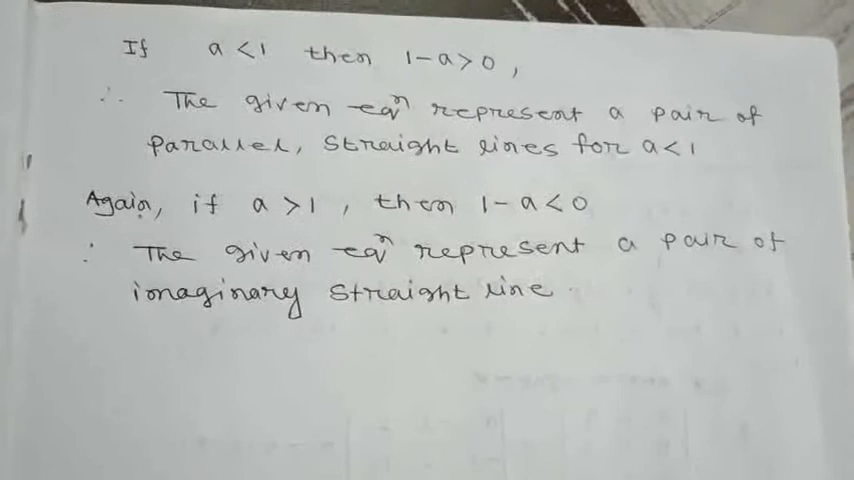 If a < 1 then 1-a > 0,
∴ The given eqⁿ represent a pair of
parallel, straight lines for a < 1
Again, if a > 1, then 1-a < 0
∴ The given eqⁿ represent a pair of
imaginary straight line